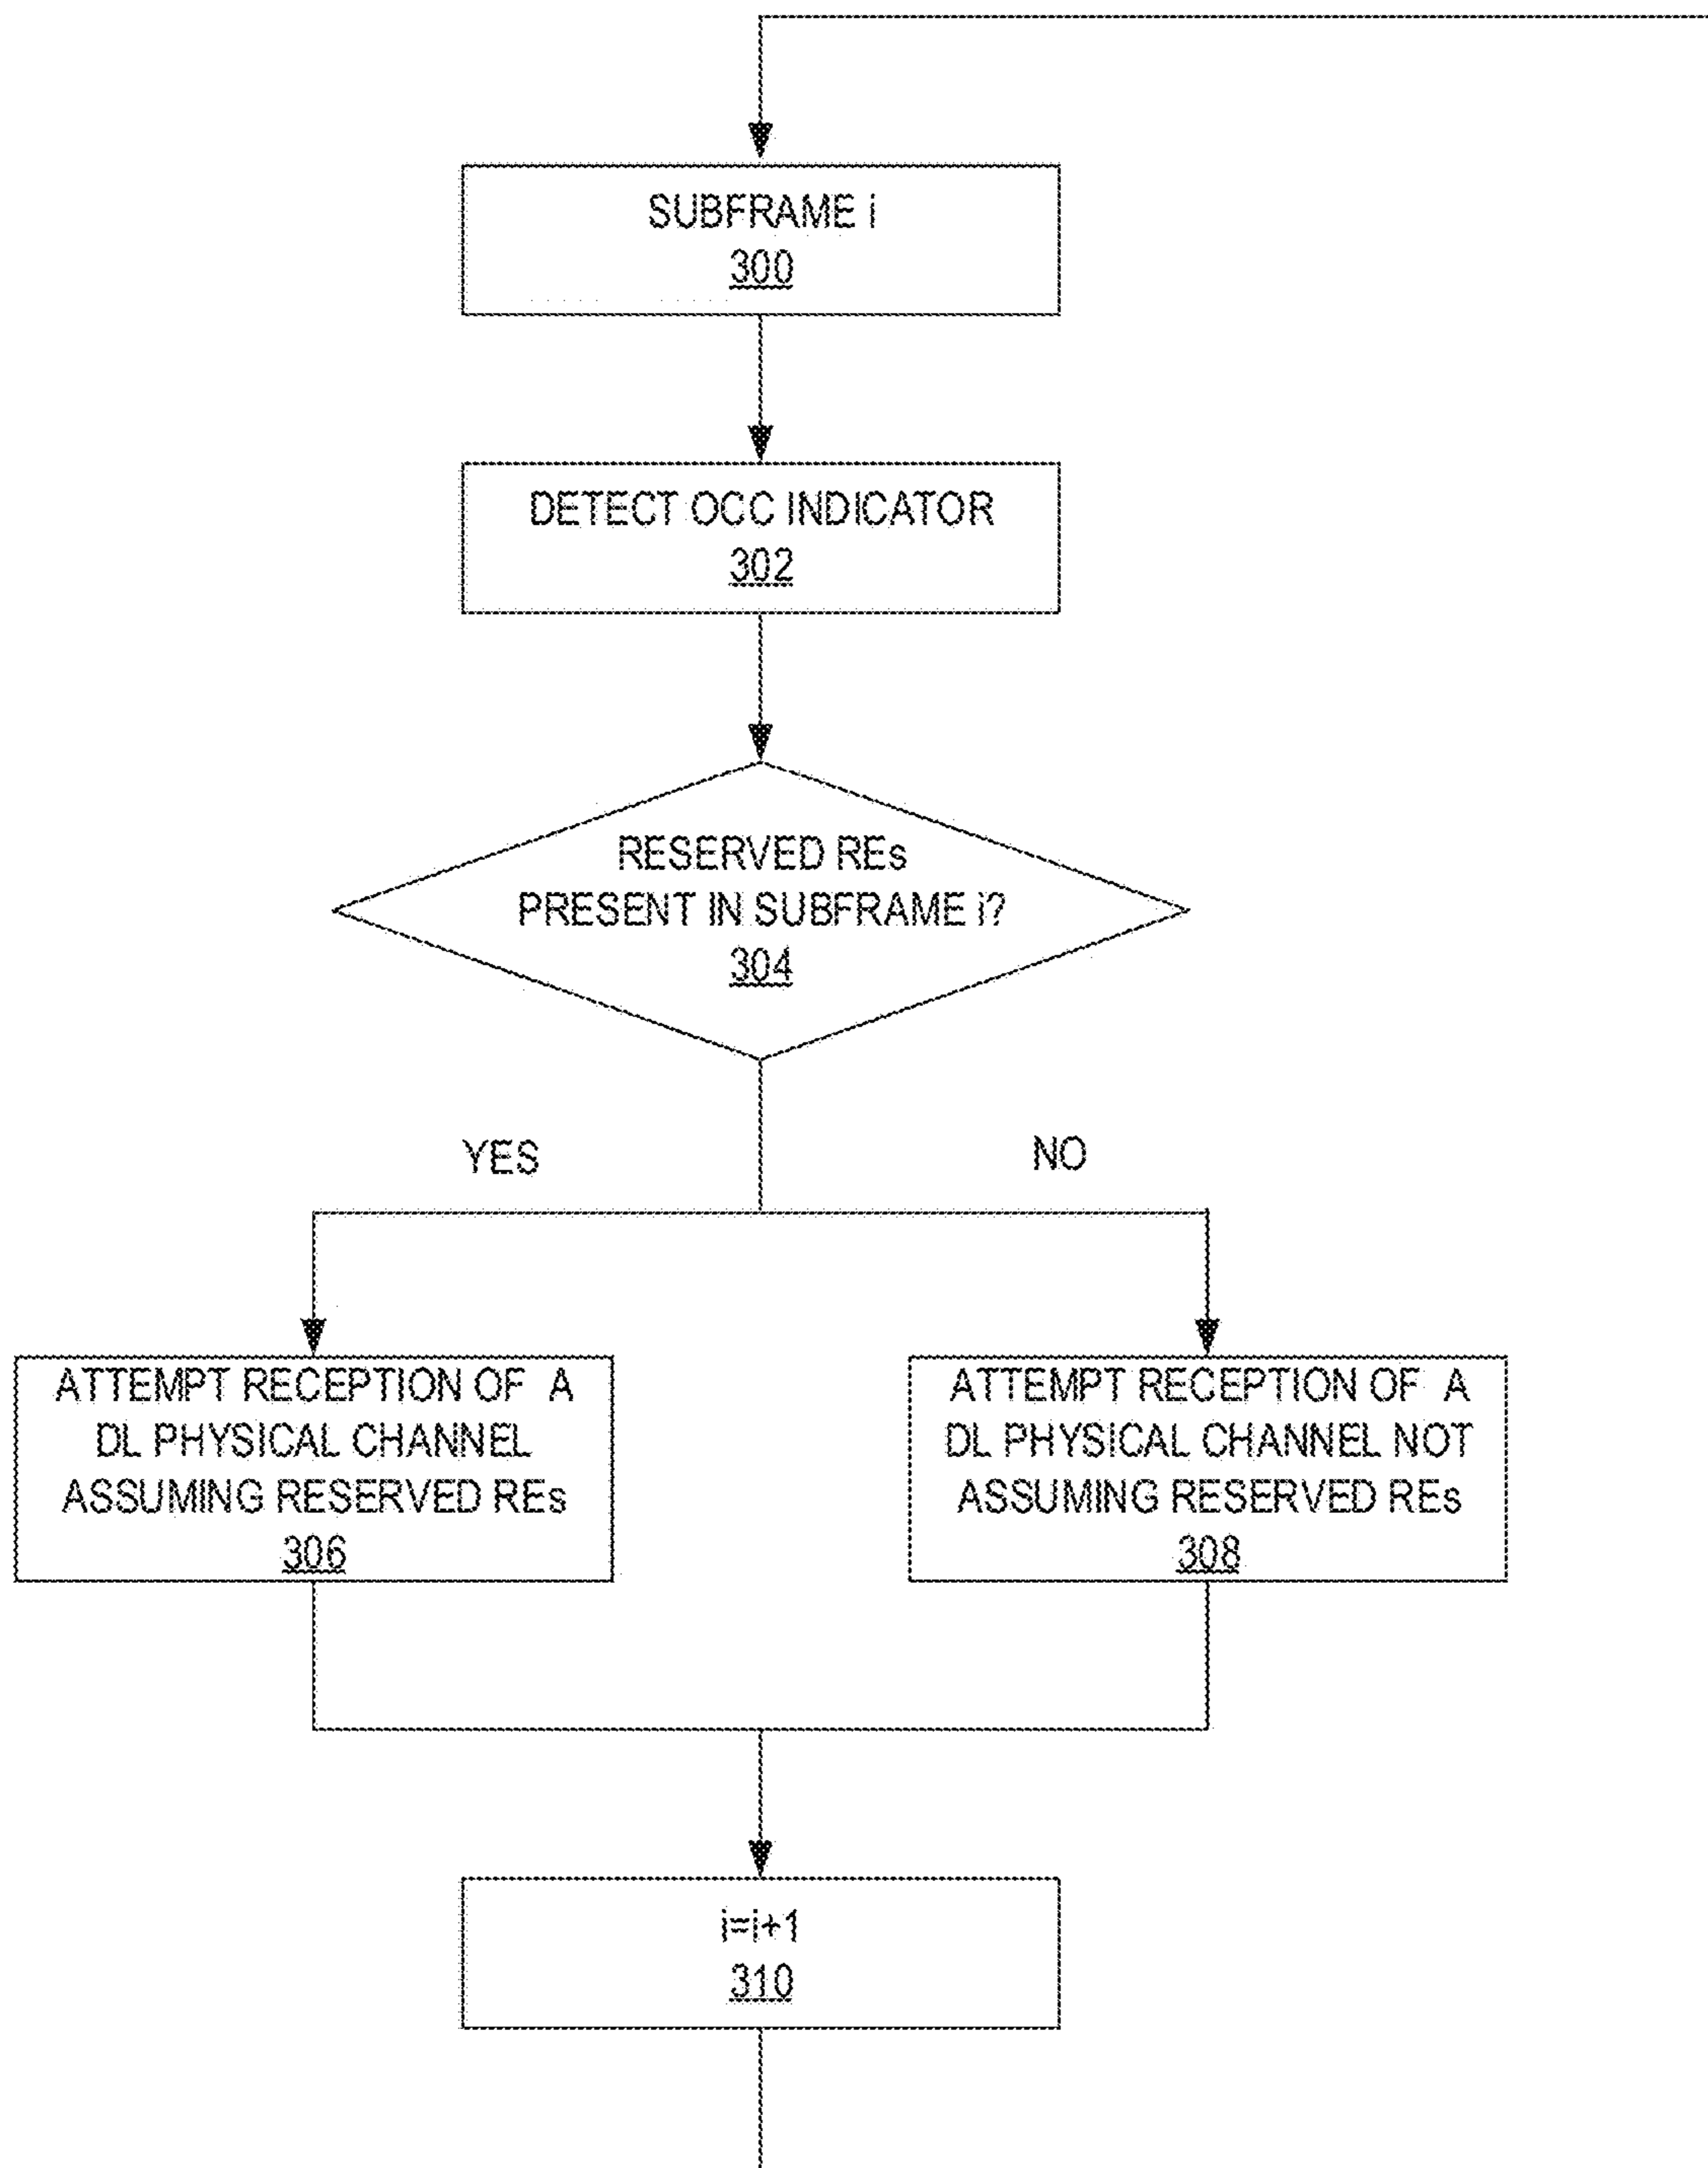 SUBFRAME i
300
DETECT OCC INDICATOR
302
RESERVED REs
PRESENT IN SUBFRAME i?
304
YES
NO
ATTEMPT RECEPTION OF A
DL PHYSICAL CHANNEL
ASSUMING RESERVED REs
306
ATTEMPT RECEPTION OF A
DL PHYSICAL CHANNEL NOT
ASSUMING RESERVED REs
308
i=i+1
310